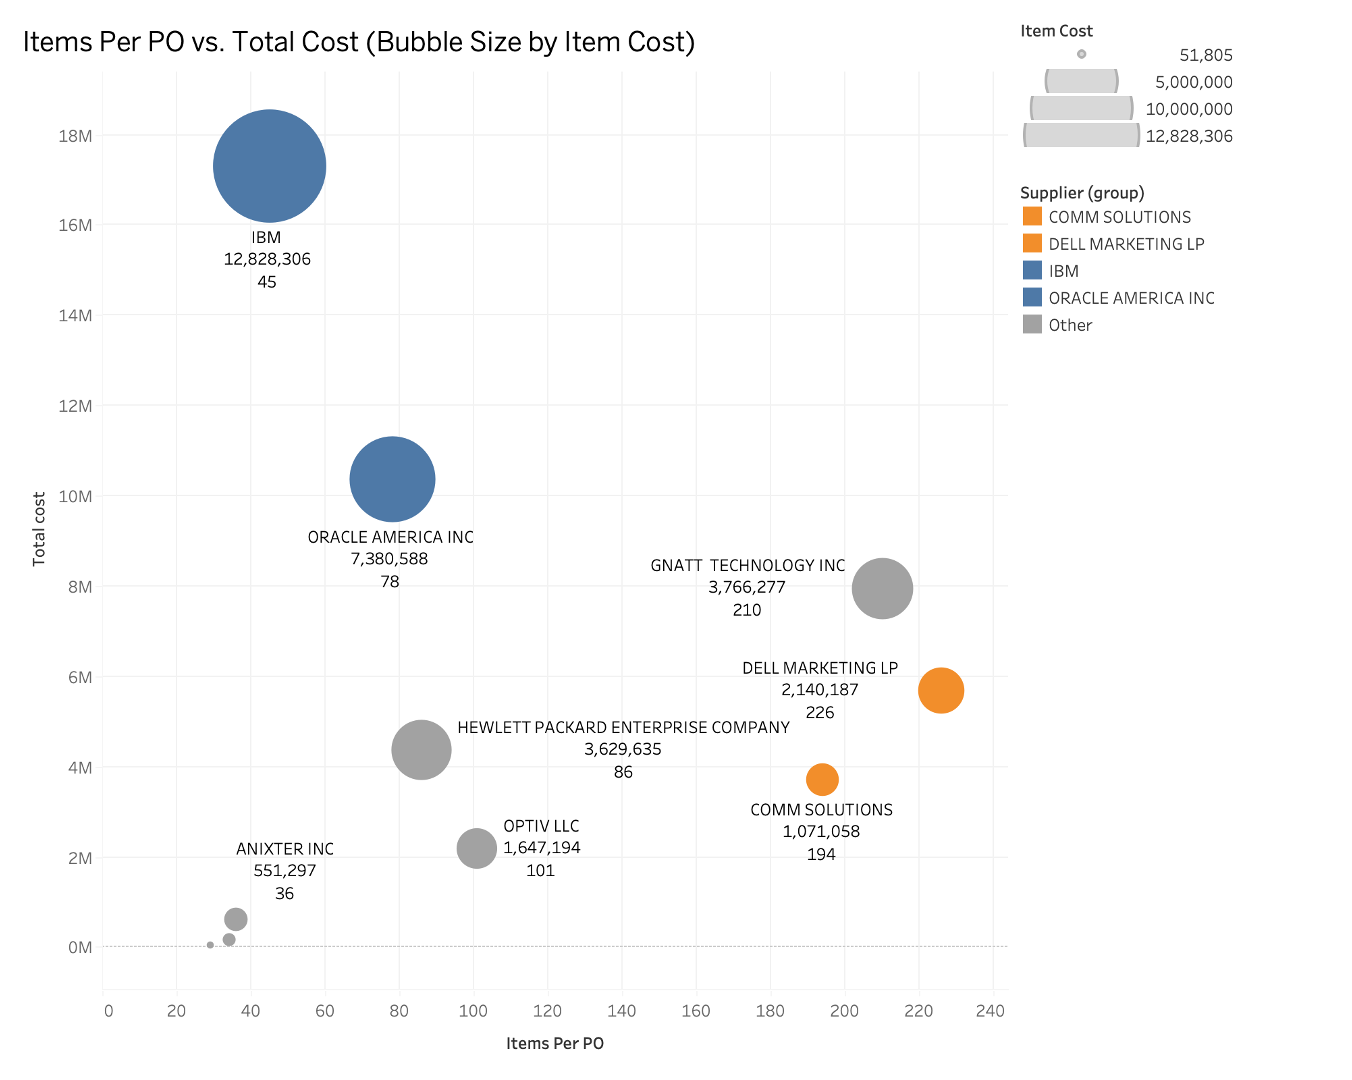 Items Per PO vs. Total Cost (Bubble Size by Item Cost)
Item Cost
51,805
5,000,000
10,000,000
12,828,306
Supplier (group)
COMM SOLUTIONS
DELL MARKETING LP
IBM
ORACLE AMERICA INC
Other
Total cost
18M
16M
14M
12M
10M
8M
6M
4M
2M
0M
IBM
12,828,306
45
ORACLE AMERICA INC
7,380,588
78
GNATT  TECHNOLOGY INC
3,766,277
210
DELL MARKETING LP
2,140,187
226
HEWLETT PACKARD ENTERPRISE COMPANY
3,629,635
86
COMM SOLUTIONS
1,071,058
194
OPTIV LLC
1,647,194
101
ANIXTER INC
551,297
36
0 20 40 60 80 100 120 140 160 180 200 220 240
Items Per PO